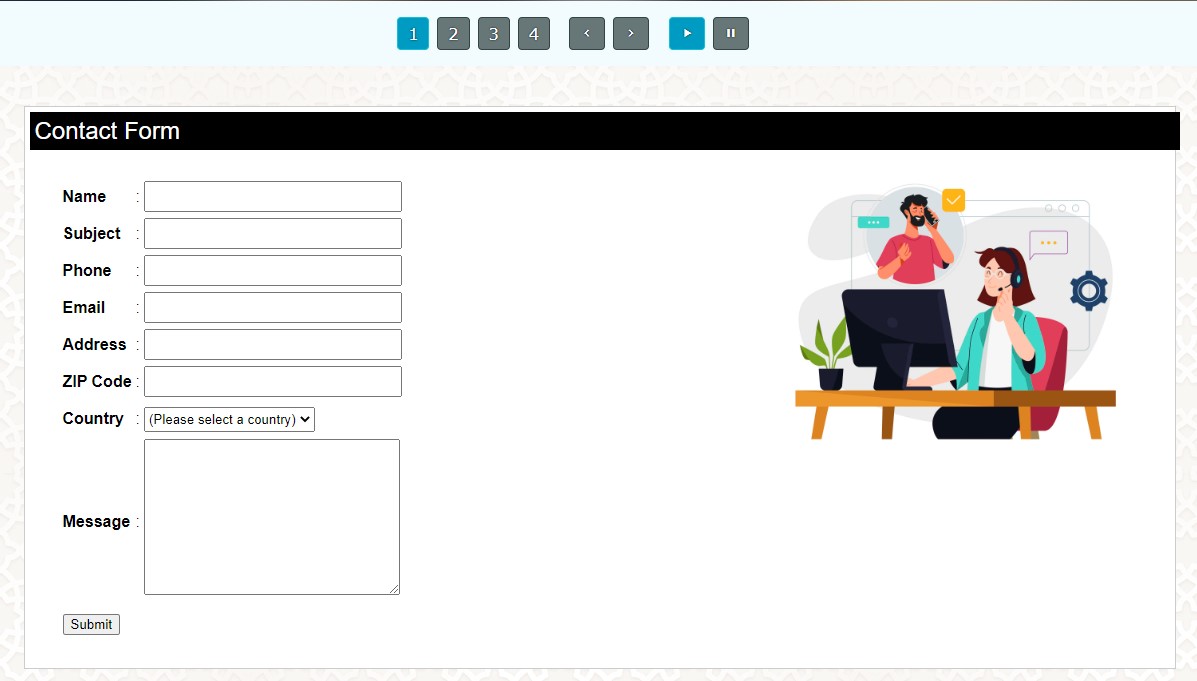 1 2 3 4 ‹ ›
Contact Form
Name :
Subject :
Phone :
Email :
Address :
ZIP Code :
Country : (Please select a country)
Message :
Submit